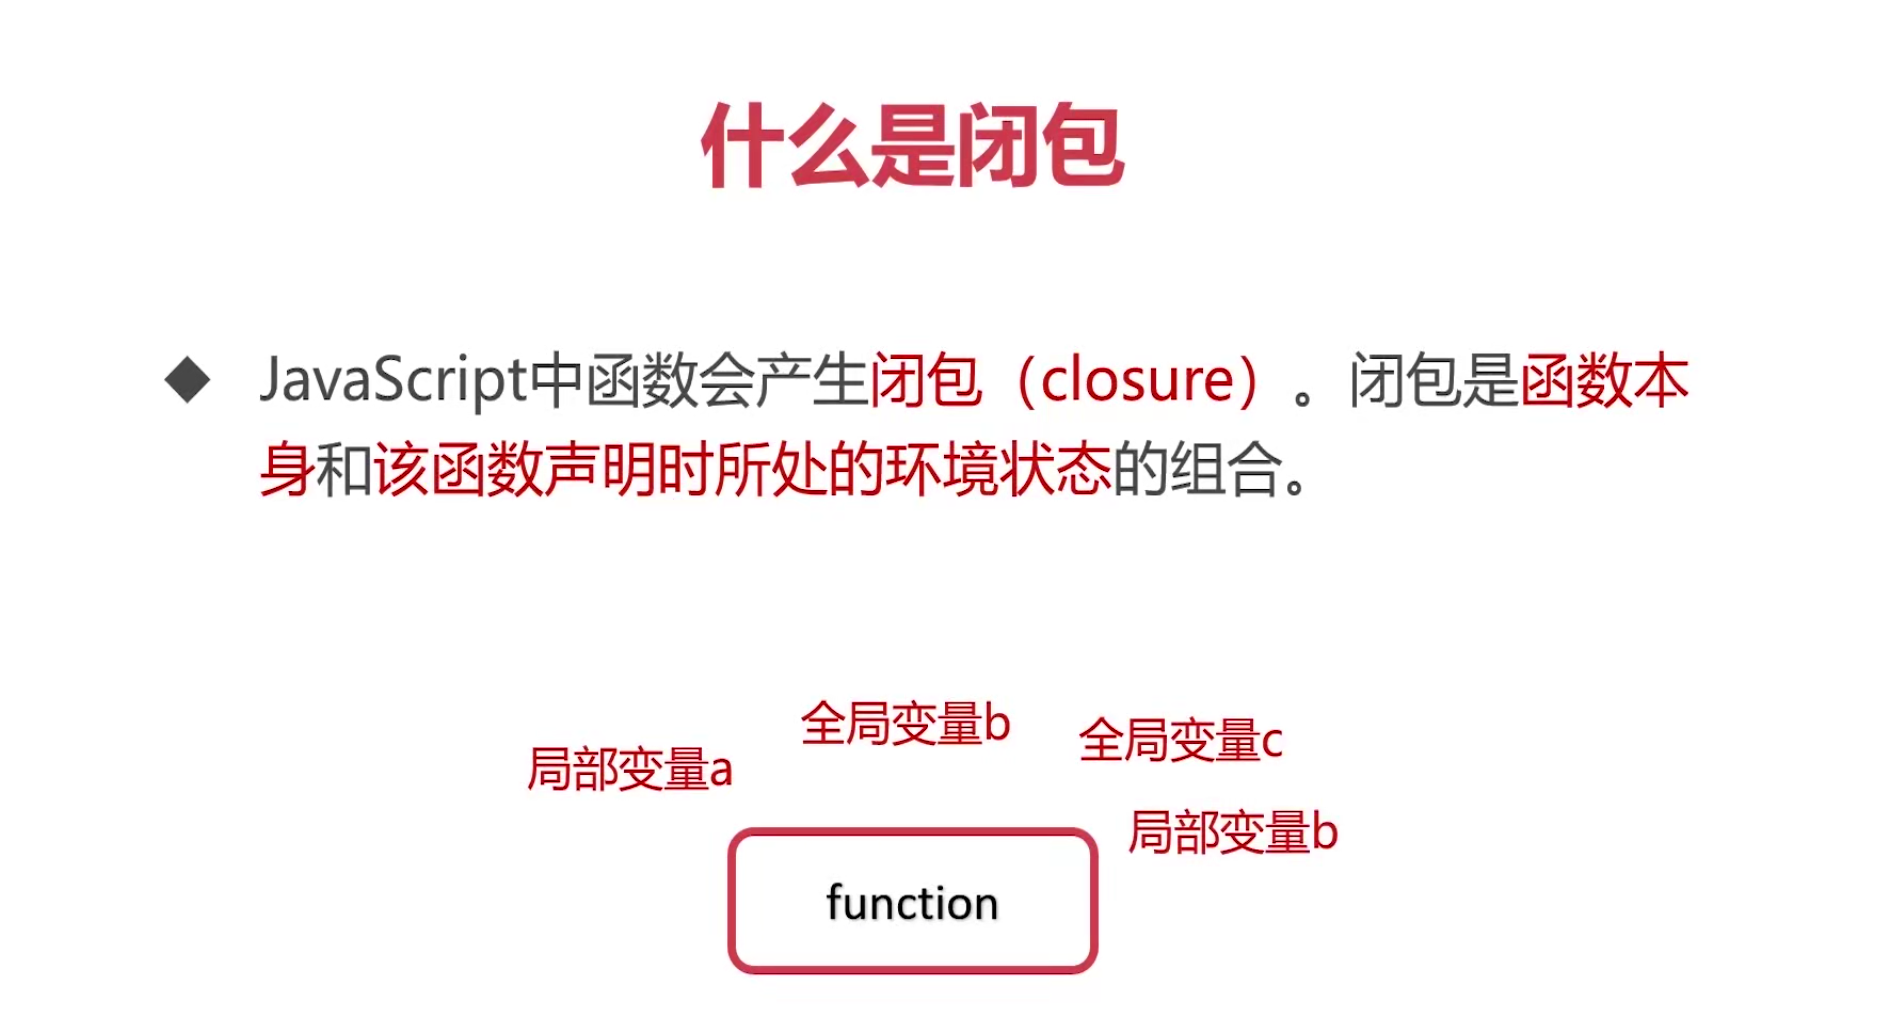 什么是闭包
◆ JavaScript中函数会产生闭包（closure）。闭包是函数本
身和该函数声明时所处的环境状态的组合。
全局变量b
全局变量c
局部变量a
局部变量b
function